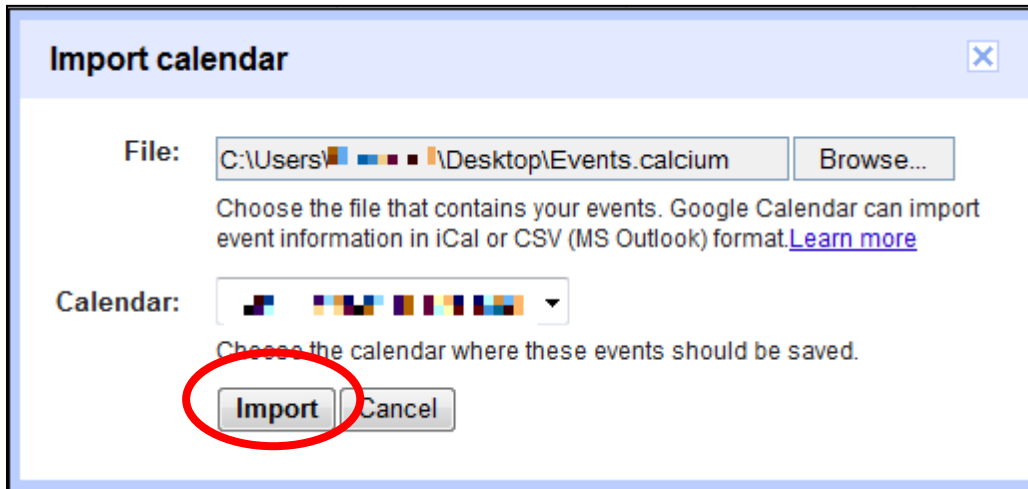 Import calendar
File: C:\Users\ \Desktop\Events.calcium Browse...
Choose the file that contains your events. Google Calendar can import
event information in iCal or CSV (MS Outlook) format.Learn more
Calendar:
Choose the calendar where these events should be saved.
Import Cancel